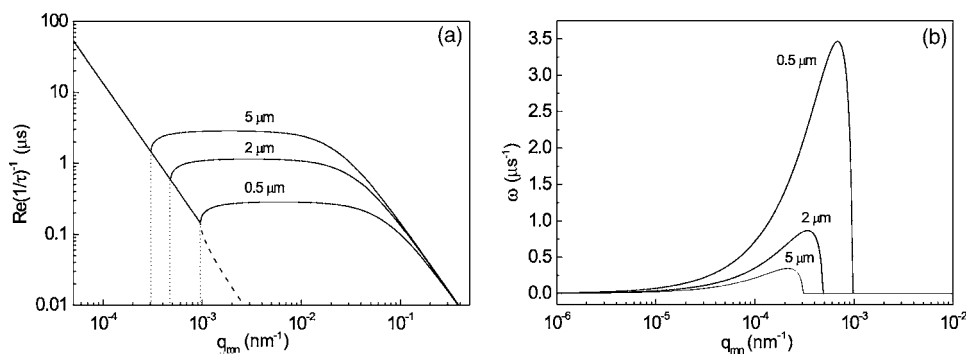 (a)
100
10
1
0.1
0.01
Re(1/τ)⁻¹ (μs)
5 μm
2 μm
0.5 μm
10⁻⁴
10⁻³
10⁻²
10⁻¹
qₘₙ (nm⁻¹)
(b)
3.5
3.0
2.5
2.0
1.5
1.0
0.5
0.0
ω (μs⁻¹)
0.5 μm
2 μm
5 μm
10⁻⁶
10⁻⁵
10⁻⁴
10⁻³
10⁻²
qₘₙ (nm⁻¹)